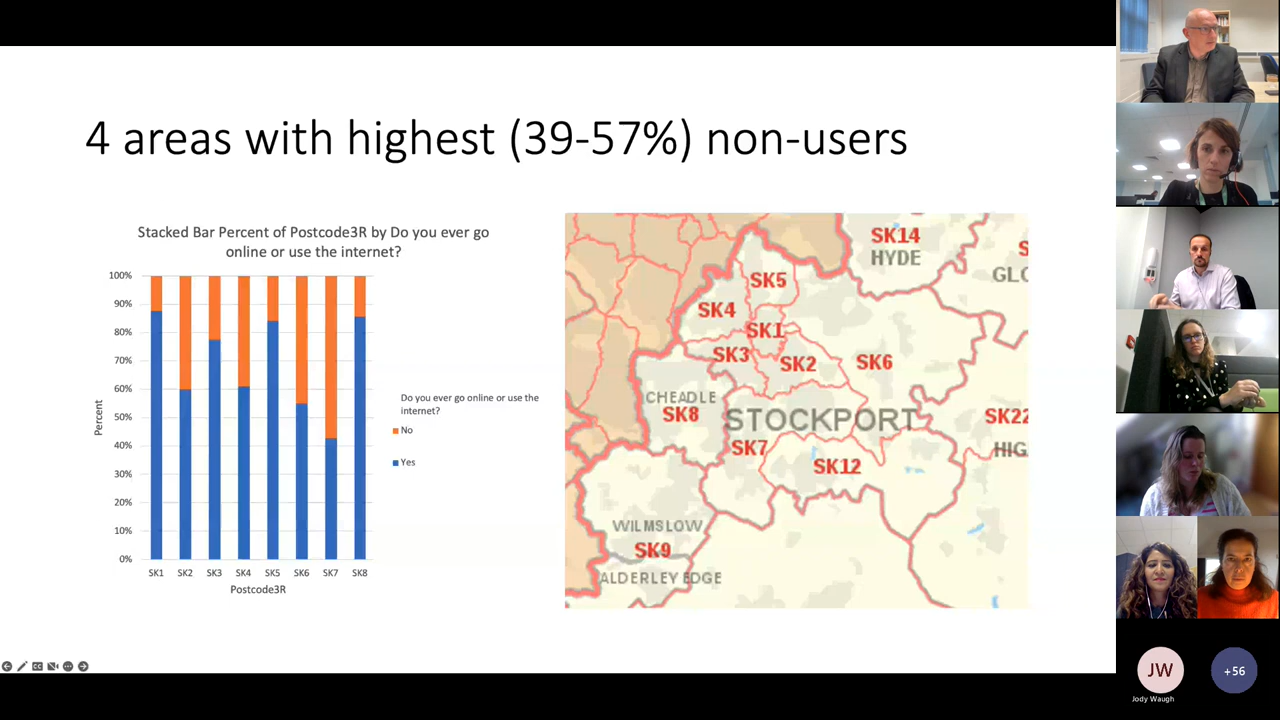 4 areas with highest (39-57%) non-users
Stacked Bar Percent of Postcode3R by Do you ever go
online or use the internet?
100%
90%
80%
70%
60%
50%
40%
30%
20%
10%
0%
Percent
SK1 SK2 SK3 SK4 SK5 SK6 SK7 SK8
Postcode3R
Do you ever go online or use the
internet?
No
Yes
SK14
HYDE
SK5
SK4
SK1
SK3
SK2
SK6
CHEADLE
SK8
STOCKPORT
SK22
SK7
HIG
SK12
WILMSLOW
SK9
ALDERLEY EDGE
S
GLO
JW
+56
Jody Waugh